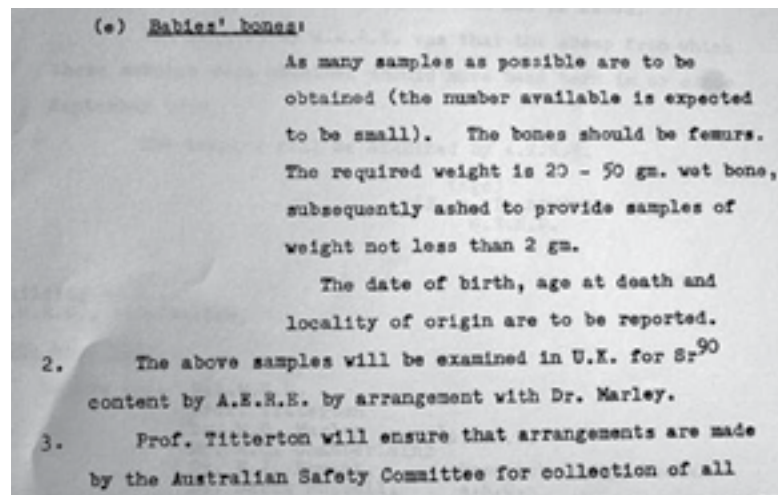 (e) Babies' bones:
As many samples as possible are to be
obtained (the number available is expected
to be small). The bones should be femurs.
The required weight is 20 - 50 gm. wet bone,
subsequently ashed to provide samples of
weight not less than 2 gm.
The date of birth, age at death and
locality of origin are to be reported.
2. The above samples will be examined in U.K. for Sr90
content by A.E.R.E. by arrangement with Dr. Marley.
3. Prof. Titterton will ensure that arrangements are made
by the Australian Safety Committee for collection of all